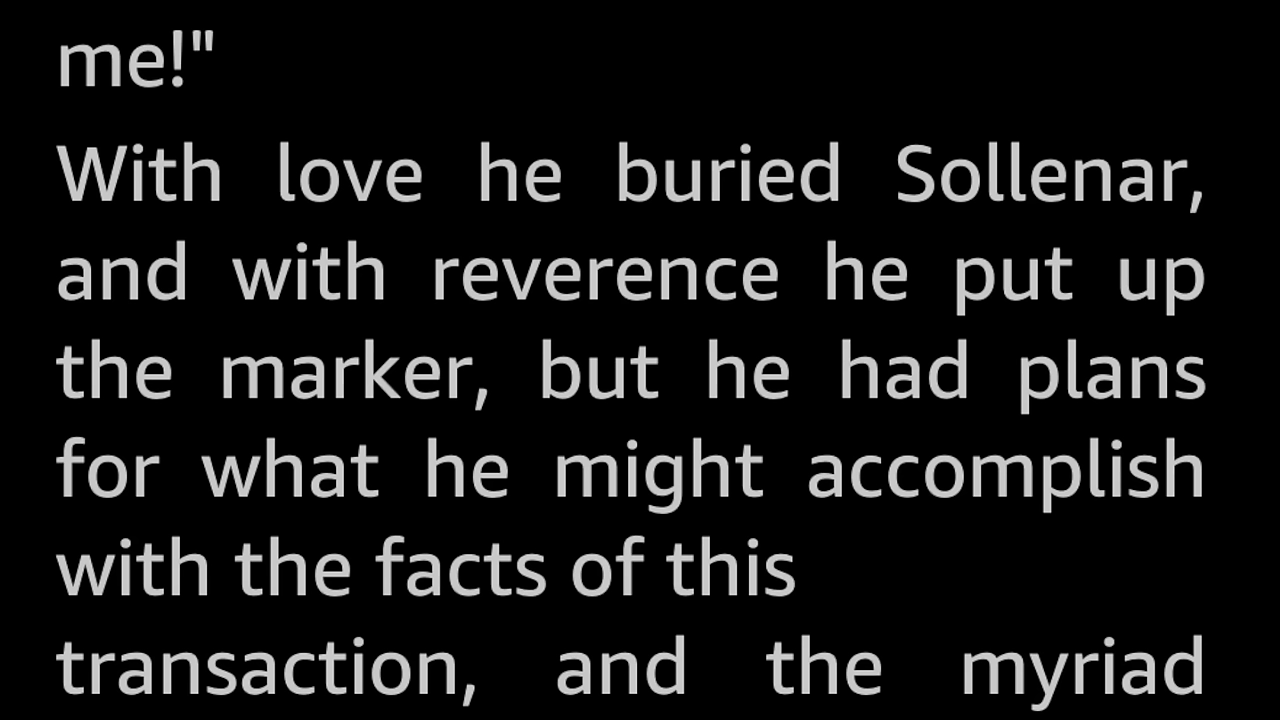 me!"
With love he buried Sollenar,
and with reverence he put up
the marker, but he had plans
for what he might accomplish
with the facts of this
transaction, and the myriad